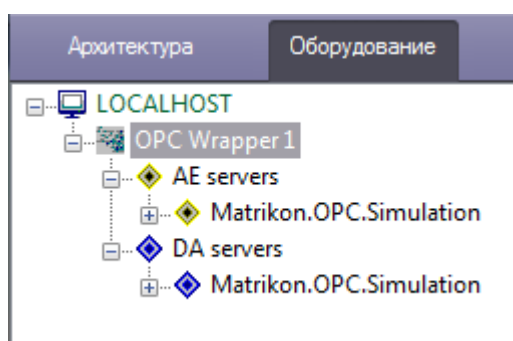 Архитектура Оборудование
LOCALHOST
OPC Wrapper 1
AE servers
Matrikon.OPC.Simulation
DA servers
Matrikon.OPC.Simulation